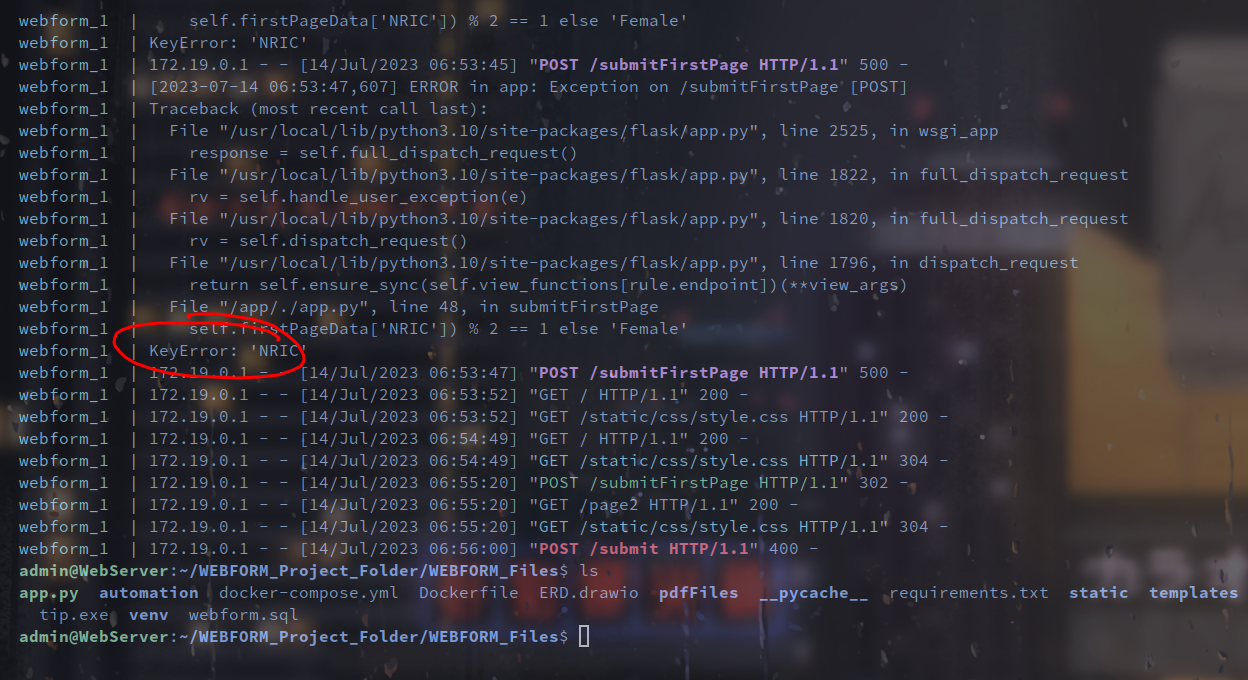 webform_1  |     self.firstPageData['NRIC']) % 2 == 1 else 'Female'
webform_1  | KeyError: 'NRIC'
webform_1  | 172.19.0.1 - - [14/Jul/2023 06:53:45] "POST /submitFirstPage HTTP/1.1" 500 -
webform_1  | [2023-07-14 06:53:47,607] ERROR in app: Exception on /submitFirstPage [POST]
webform_1  | Traceback (most recent call last):
webform_1  |   File "/usr/local/lib/python3.10/site-packages/flask/app.py", line 2525, in wsgi_app
webform_1  |     response = self.full_dispatch_request()
webform_1  |   File "/usr/local/lib/python3.10/site-packages/flask/app.py", line 1822, in full_dispatch_request
webform_1  |     rv = self.handle_user_exception(e)
webform_1  |   File "/usr/local/lib/python3.10/site-packages/flask/app.py", line 1820, in full_dispatch_request
webform_1  |     rv = self.dispatch_request()
webform_1  |   File "/usr/local/lib/python3.10/site-packages/flask/app.py", line 1796, in dispatch_request
webform_1  |     return self.ensure_sync(self.view_functions[rule.endpoint])(**view_args)
webform_1  |   File "/app/./app.py", line 48, in submitFirstPage
webform_1  |     self.firstPageData['NRIC']) % 2 == 1 else 'Female'
webform_1  | KeyError: 'NRIC'
webform_1  | 172.19.0.1 - - [14/Jul/2023 06:53:47] "POST /submitFirstPage HTTP/1.1" 500 -
webform_1  | 172.19.0.1 - - [14/Jul/2023 06:53:52] "GET / HTTP/1.1" 200 -
webform_1  | 172.19.0.1 - - [14/Jul/2023 06:53:52] "GET /static/css/style.css HTTP/1.1" 200 -
webform_1  | 172.19.0.1 - - [14/Jul/2023 06:54:49] "GET / HTTP/1.1" 200 -
webform_1  | 172.19.0.1 - - [14/Jul/2023 06:54:49] "GET /static/css/style.css HTTP/1.1" 304 -
webform_1  | 172.19.0.1 - - [14/Jul/2023 06:55:20] "POST /submitFirstPage HTTP/1.1" 302 -
webform_1  | 172.19.0.1 - - [14/Jul/2023 06:55:20] "GET /page2 HTTP/1.1" 200 -
webform_1  | 172.19.0.1 - - [14/Jul/2023 06:55:20] "GET /static/css/style.css HTTP/1.1" 304 -
webform_1  | 172.19.0.1 - - [14/Jul/2023 06:56:00] "POST /submit HTTP/1.1" 400 -
admin@WebServer:~/WEBFORM_Project_Folder/WEBFORM_Files$ ls
app.py  automation  docker-compose.yml  Dockerfile  ERD.drawio  pdfFiles  __pycache__  requirements.txt  static  templates
  tip.exe  venv  webform.sql
admin@WebServer:~/WEBFORM_Project_Folder/WEBFORM_Files$